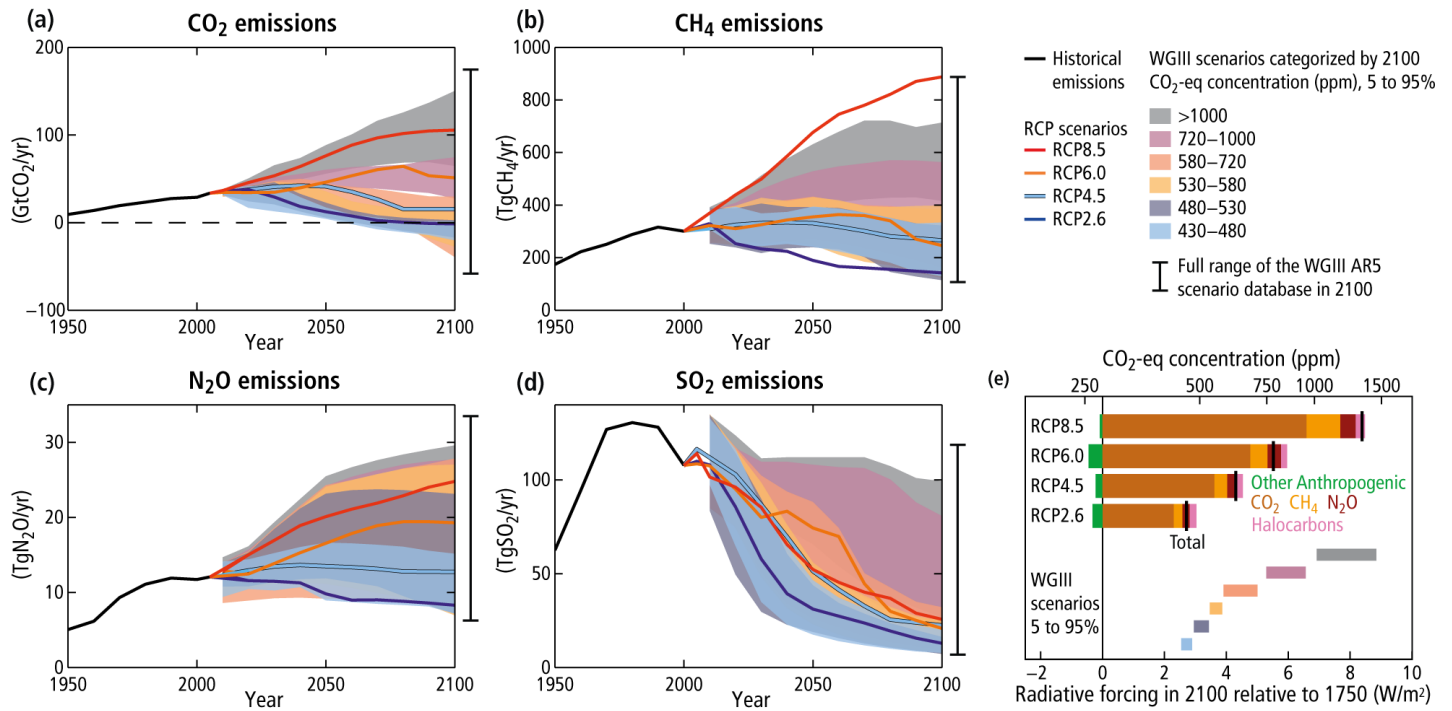 (a)
CO₂ emissions
200
100
0
−100
(GtCO₂/yr)
1950
2000
2050
2100
Year
(b)
CH₄ emissions
1000
800
600
400
200
0
(TgCH₄/yr)
1950
2000
2050
2100
Year
Historical
emissions
RCP scenarios
RCP8.5
RCP6.0
RCP4.5
RCP2.6
WGIII scenarios categorized by 2100
CO₂-eq concentration (ppm), 5 to 95%
>1000
720−1000
580−720
530−580
480−530
430−480
Full range of the WGIII AR5
scenario database in 2100
(c)
N₂O emissions
30
20
10
0
(TgN₂O/yr)
1950
2000
2050
2100
Year
(d)
SO₂ emissions
100
50
0
(TgSO₂/yr)
1950
2000
2050
2100
Year
(e)
CO₂-eq concentration (ppm)
250
500
750
1000
1500
RCP8.5
RCP6.0
RCP4.5
RCP2.6
Other Anthropogenic
CO₂ CH₄ N₂O
Halocarbons
Total
WGIII
scenarios
5 to 95%
−2
0
2
4
6
8
10
Radiative forcing in 2100 relative to 1750 (W/m²)